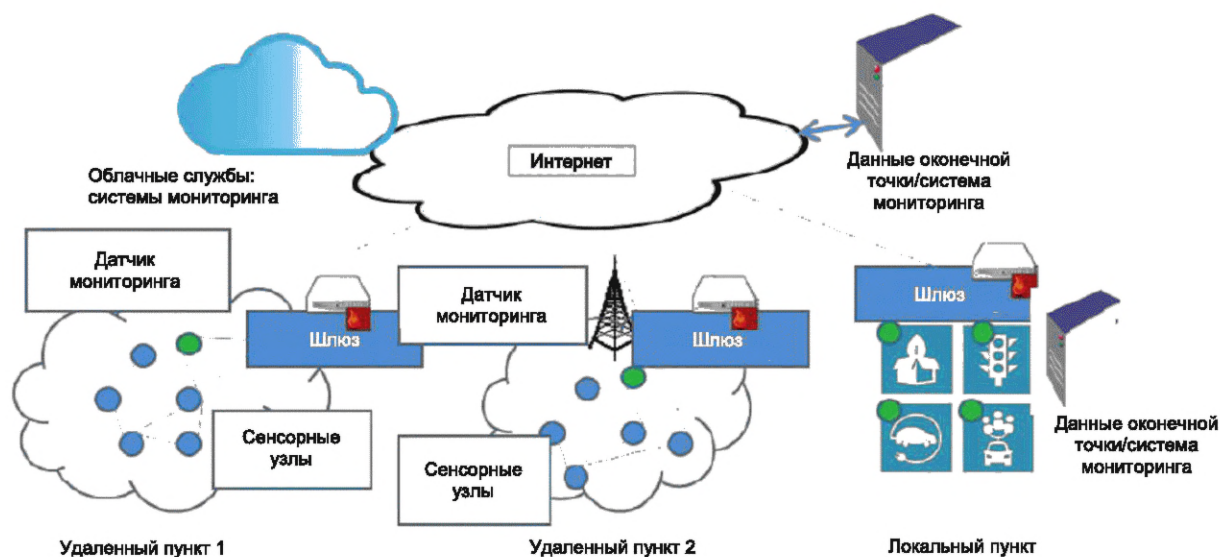 Интернет
Облачные службы:
системы мониторинга
Данные оконечной
точки/система
мониторинга
Датчик
мониторинга
Шлюз
Датчик
мониторинга
Шлюз
Шлюз
Сенсорные
узлы
Сенсорные
узлы
Данные оконечной
точки/система
мониторинга
Удаленный пункт 1
Удаленный пункт 2
Локальный пункт